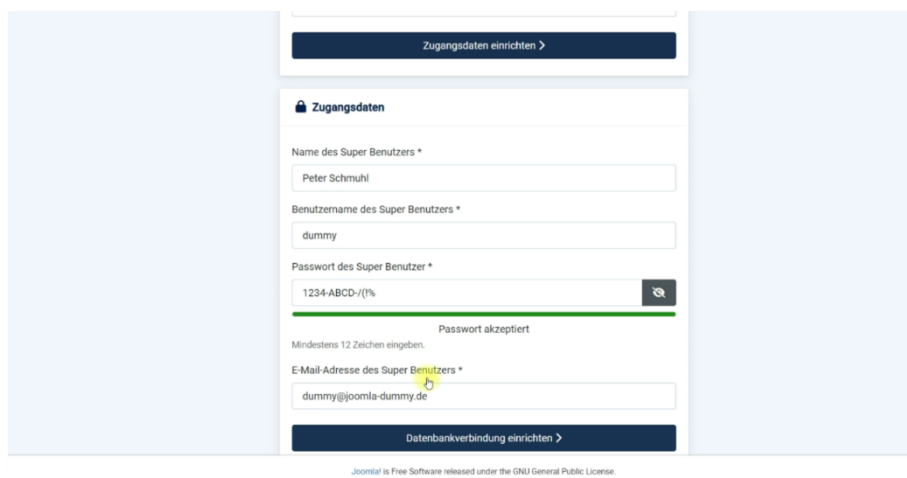 Zugangsdaten einrichten
Zugangsdaten
Name des Super Benutzers *
Peter Schmuhl
Benutzername des Super Benutzers *
dummy
Passwort des Super Benutzer *
1234-ABCD-/(!%
Passwort akzeptiert
Mindestens 12 Zeichen eingeben.
E-Mail-Adresse des Super Benutzers *
dummy@joomla-dummy.de
Datenbankverbindung einrichten
Joomla! is Free Software released under the GNU General Public License.